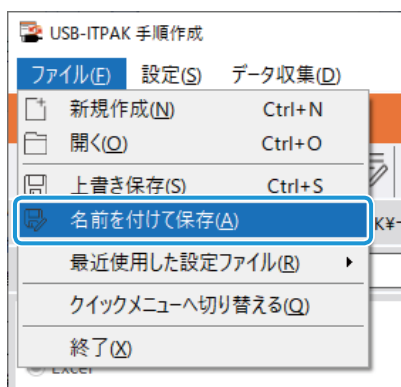 USB-ITPAK 手順作成
ファイル(F) 設定(S) データ収集(D)
新規作成(N) Ctrl+N
開く(O) Ctrl+O
上書き保存(S) Ctrl+S
名前を付けて保存(A)
K¥
最近使用した設定ファイル(R)
クイックメニューへ切り替える(Q)
終了(X)
Excel